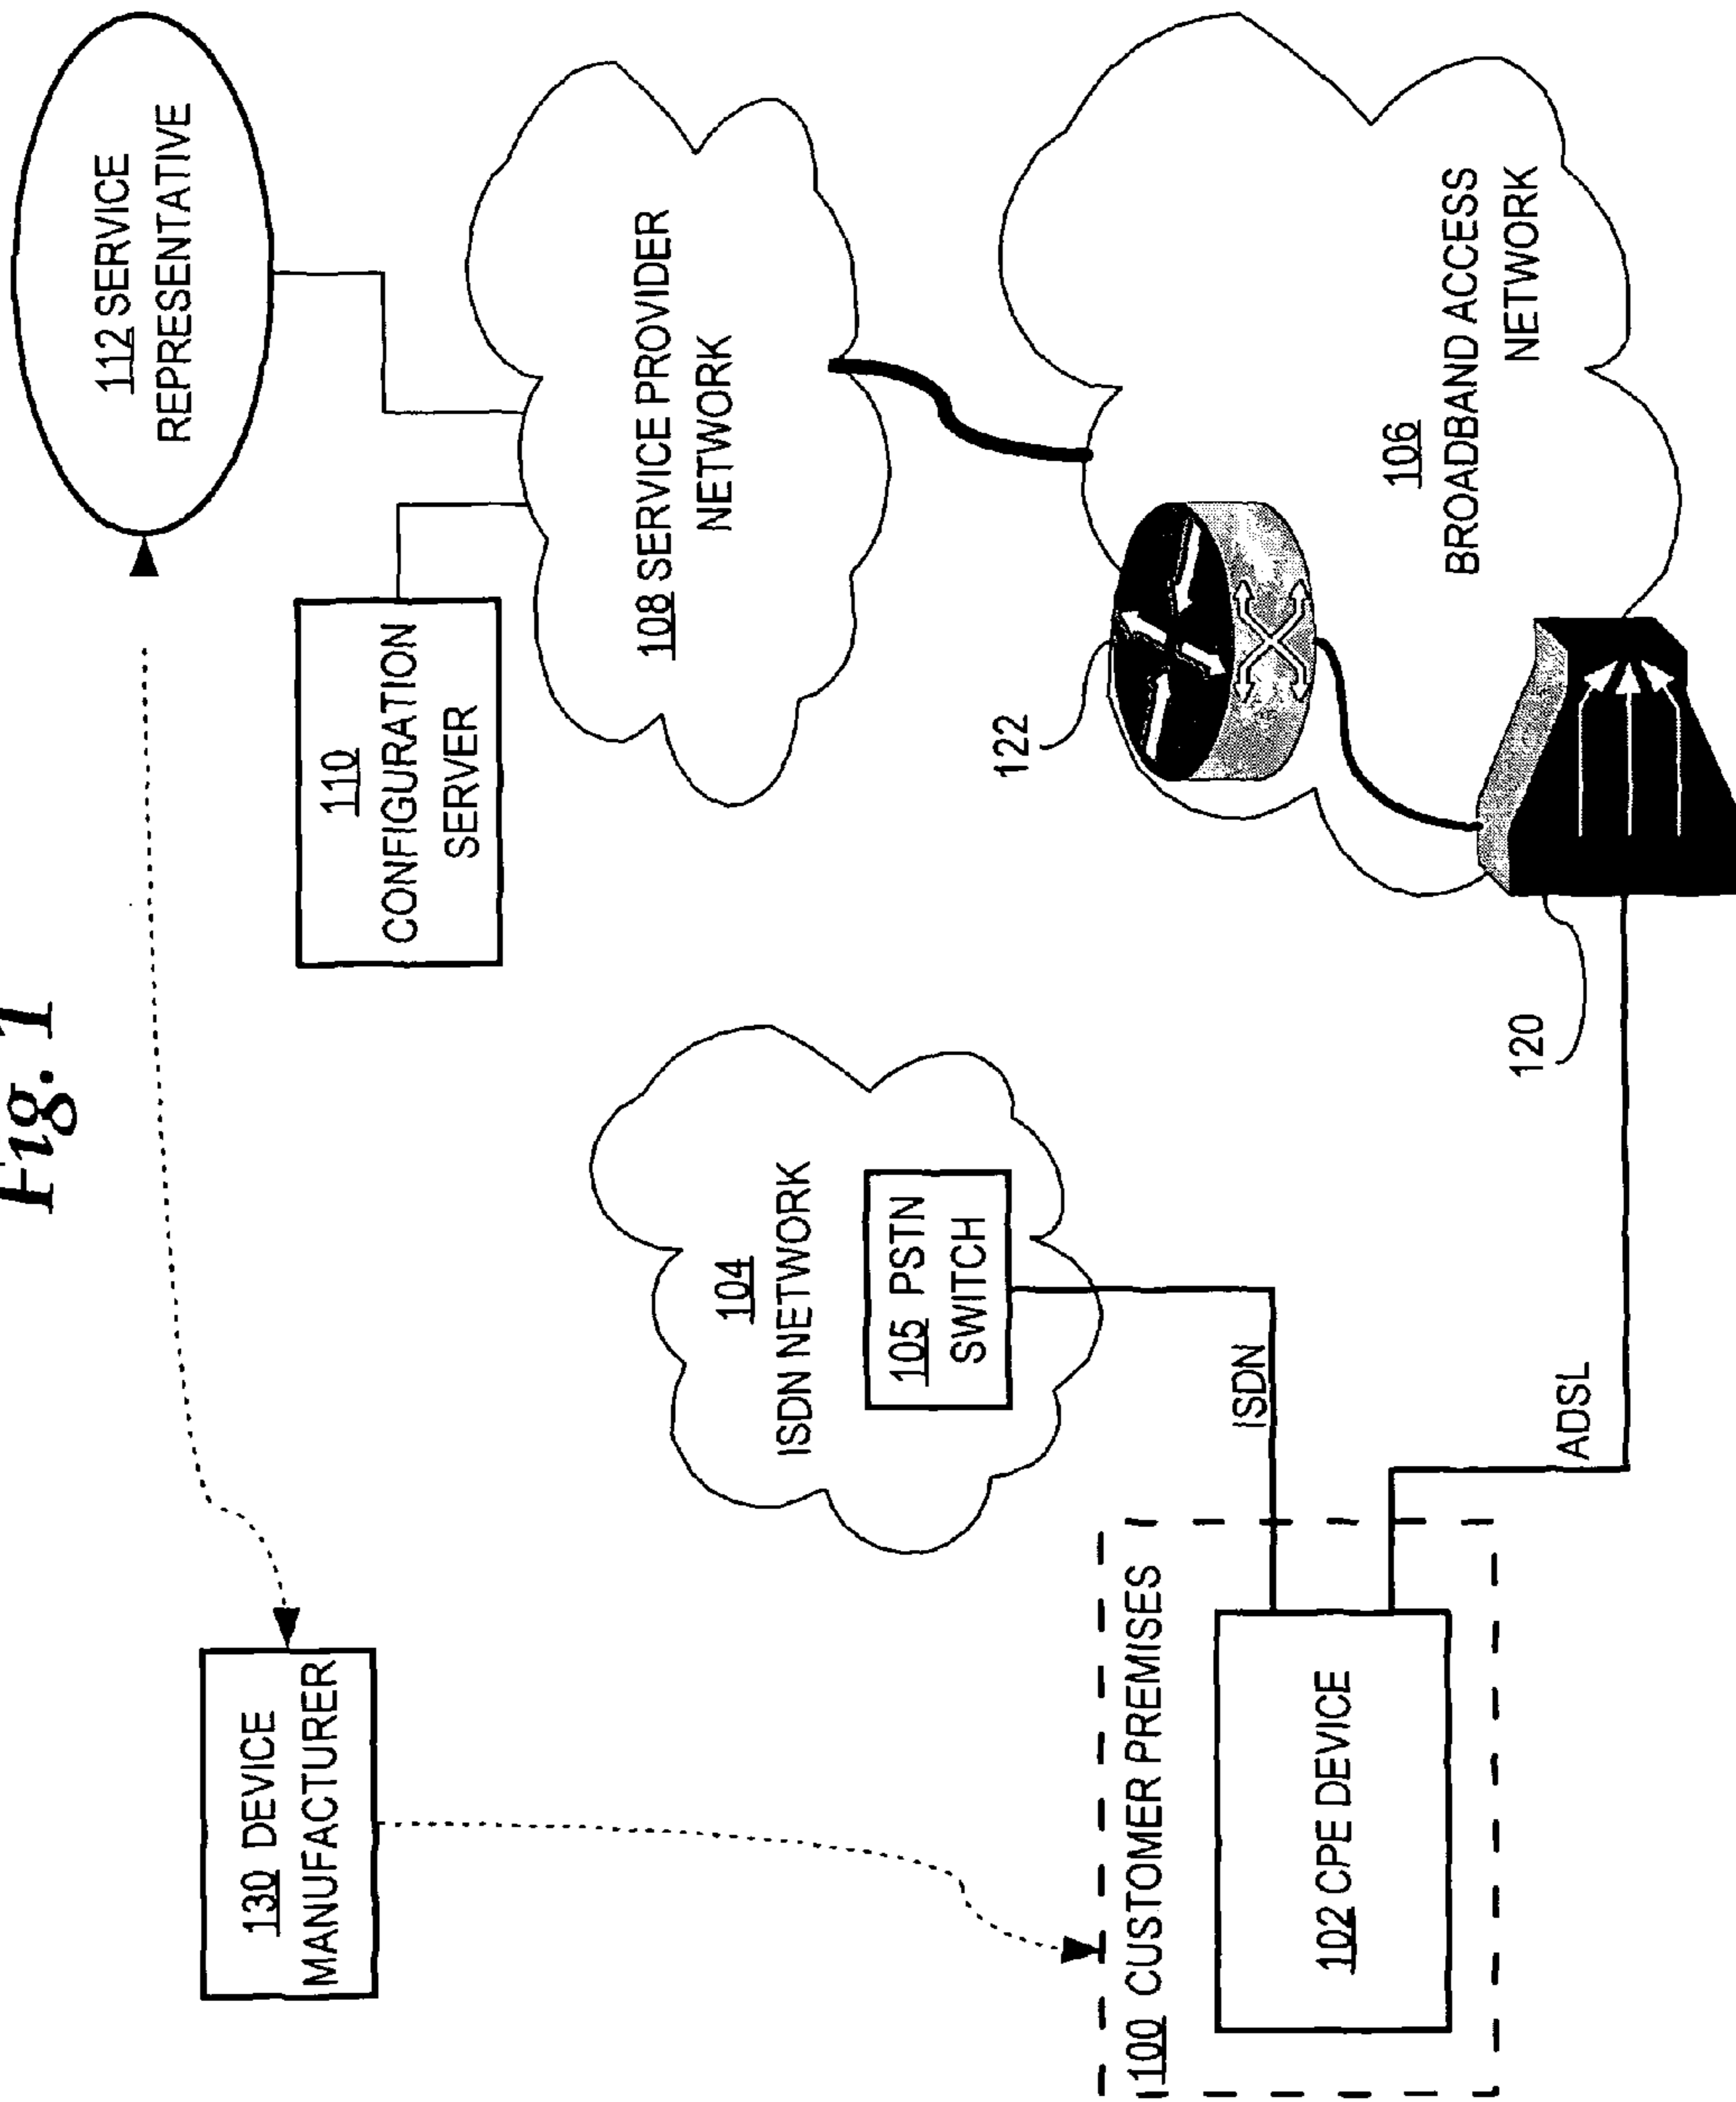 Fig. 1
130 DEVICE
MANUFACTURER
112 SERVICE
REPRESENTATIVE
110
CONFIGURATION
SERVER
108 SERVICE PROVIDER
NETWORK
104
ISDN NETWORK
105 PSTN
SWITCH
122
100 CUSTOMER PREMISES
102 CPE DEVICE
ISDN
ADSL
106
BROADBAND ACCESS
NETWORK
120